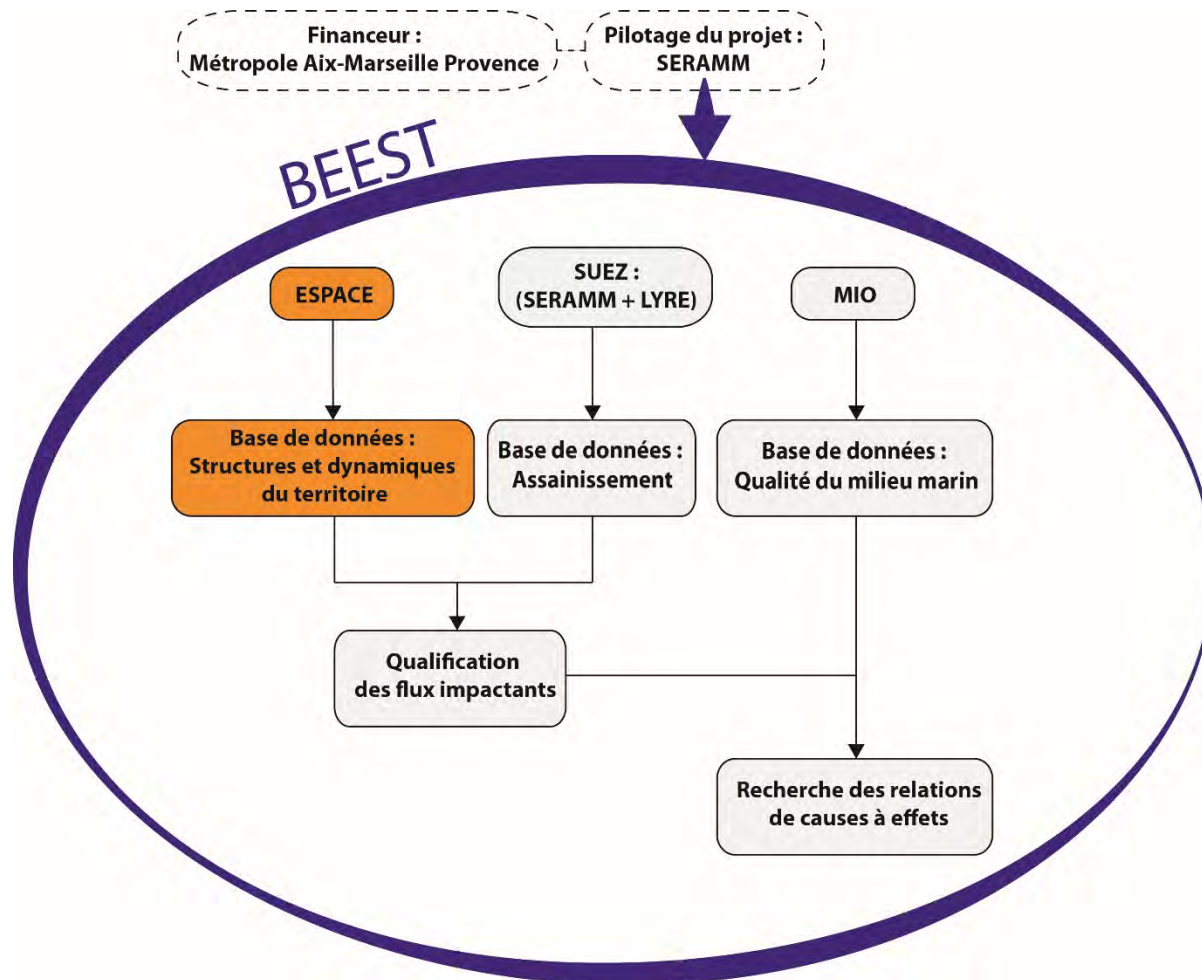 Financeur :
Métropole Aix-Marseille Provence
Pilotage du projet :
SERAMM
BEEST
ESPACE
SUEZ :
(SERAMM + LYRE)
MIO
Base de données :
Structures et dynamiques
du territoire
Base de données :
Assainissement
Base de données :
Qualité du milieu marin
Qualification
des flux impactants
Recherche des relations
de causes à effets